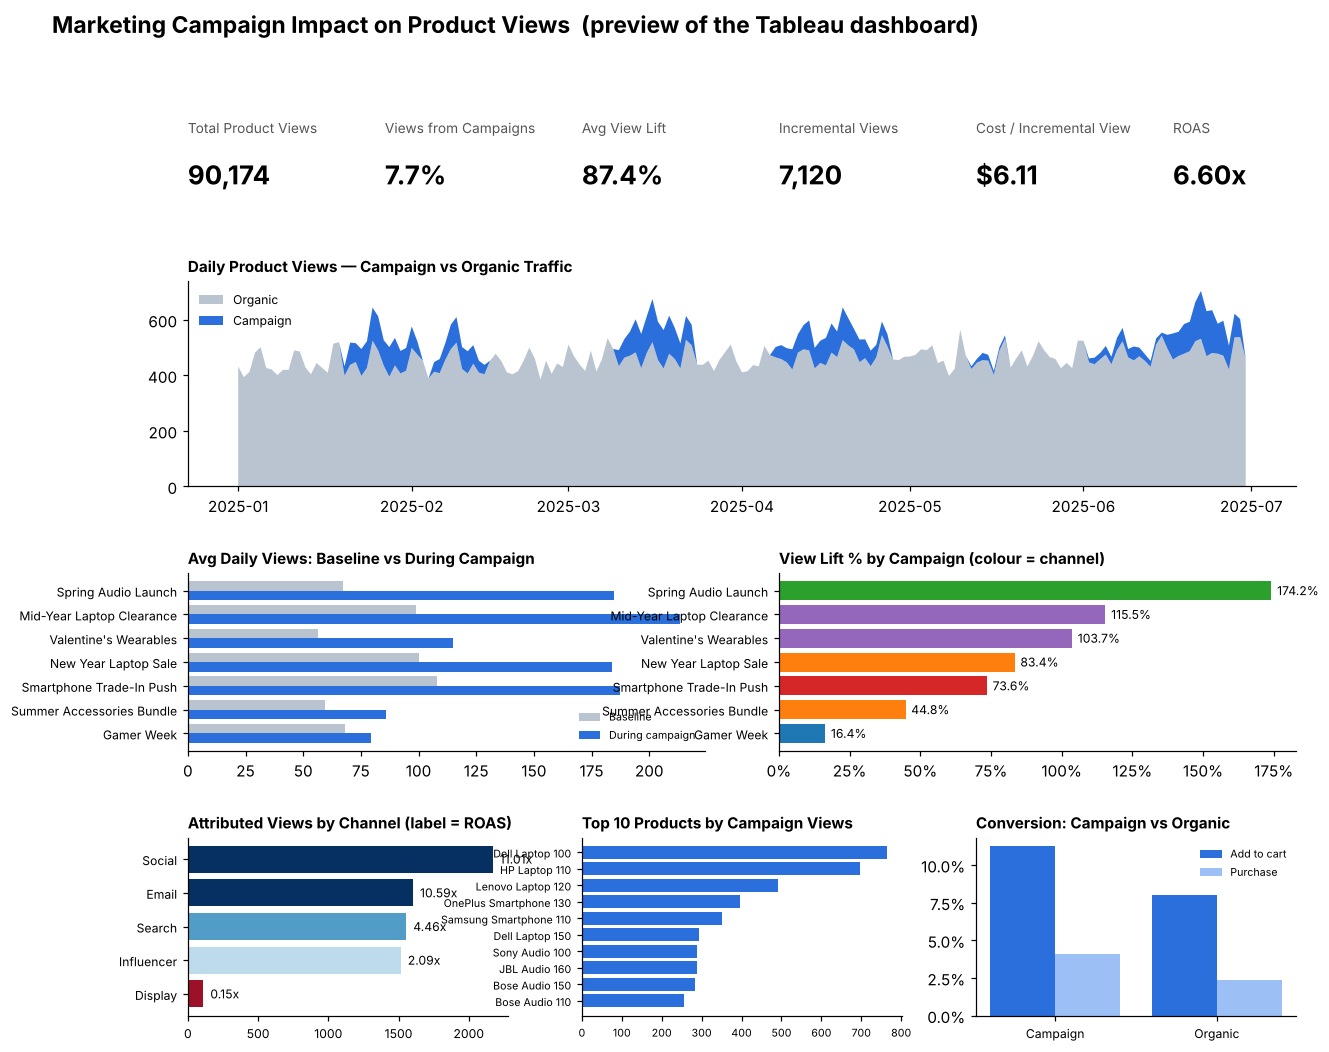 Marketing Campaign Impact on Product Views  (preview of the Tableau dashboard)
Total Product Views
Views from Campaigns
Avg View Lift
Incremental Views
Cost / Incremental View
ROAS
90,174
7.7%
87.4%
7,120
$6.11
6.60x
Daily Product Views — Campaign vs Organic Traffic
Organic
Campaign
600
400
200
0
2025-01
2025-02
2025-03
2025-04
2025-05
2025-06
2025-07
Avg Daily Views: Baseline vs During Campaign
Spring Audio Launch
Mid-Year Laptop Clearance
Valentine's Wearables
New Year Laptop Sale
Smartphone Trade-In Push
Summer Accessories Bundle
Gamer Week
Baseline
During campaign
0
25
50
75
100
125
150
175
200
View Lift % by Campaign (colour = channel)
Spring Audio Launch
174.2%
Mid-Year Laptop Clearance
115.5%
Valentine's Wearables
103.7%
New Year Laptop Sale
83.4%
Smartphone Trade-In Push
73.6%
Summer Accessories Bundle
44.8%
Gamer Week
16.4%
0%
25%
50%
75%
100%
125%
150%
175%
Attributed Views by Channel (label = ROAS)
Social
11.01x
Email
10.59x
Search
4.46x
Influencer
2.09x
Display
0.15x
0
500
1000
1500
2000
Top 10 Products by Campaign Views
Dell Laptop 100
HP Laptop 110
Lenovo Laptop 120
OnePlus Smartphone 130
Samsung Smartphone 110
Dell Laptop 150
Sony Audio 100
JBL Audio 160
Bose Audio 150
Bose Audio 110
0
100
200
300
400
500
600
700
800
Conversion: Campaign vs Organic
Add to cart
Purchase
10.0%
7.5%
5.0%
2.5%
0.0%
Campaign
Organic